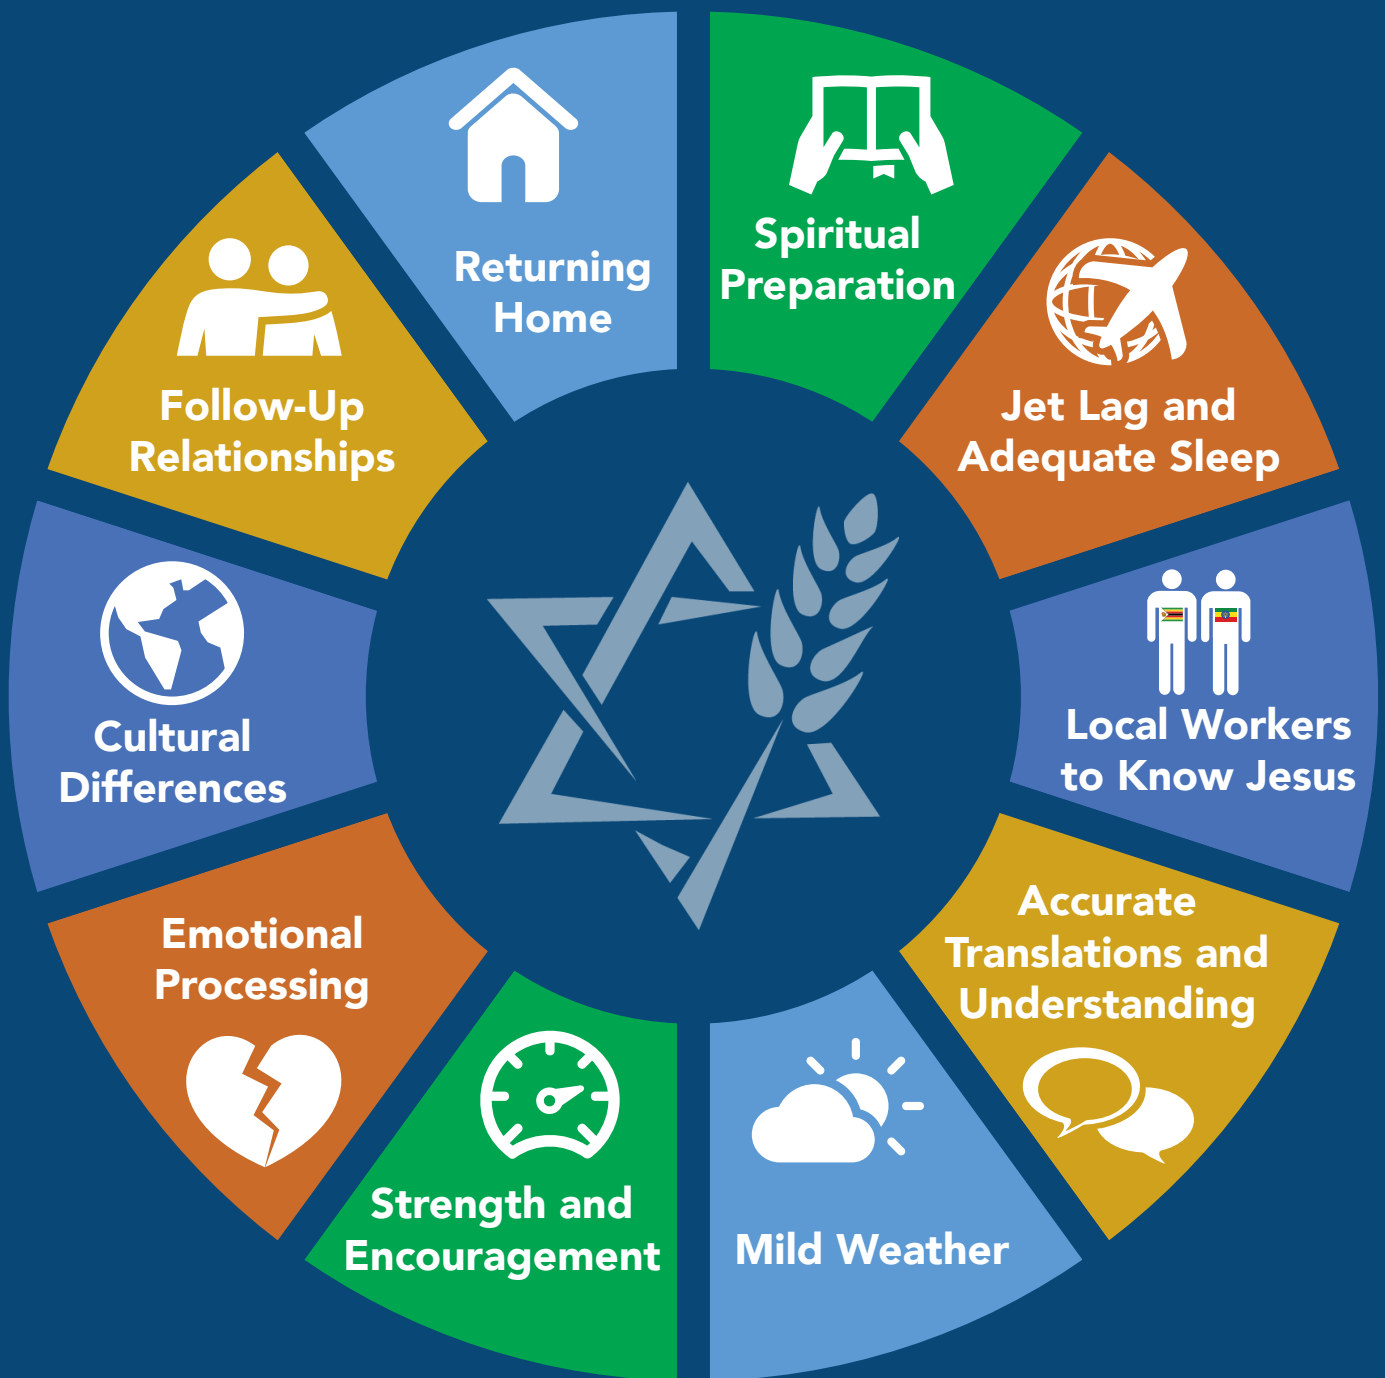 Spiritual
Preparation
Jet Lag and
Adequate Sleep
Local Workers
to Know Jesus
Accurate
Translations and
Understanding
Mild Weather
Strength and
Encouragement
Emotional
Processing
Cultural
Differences
Follow-Up
Relationships
Returning
Home